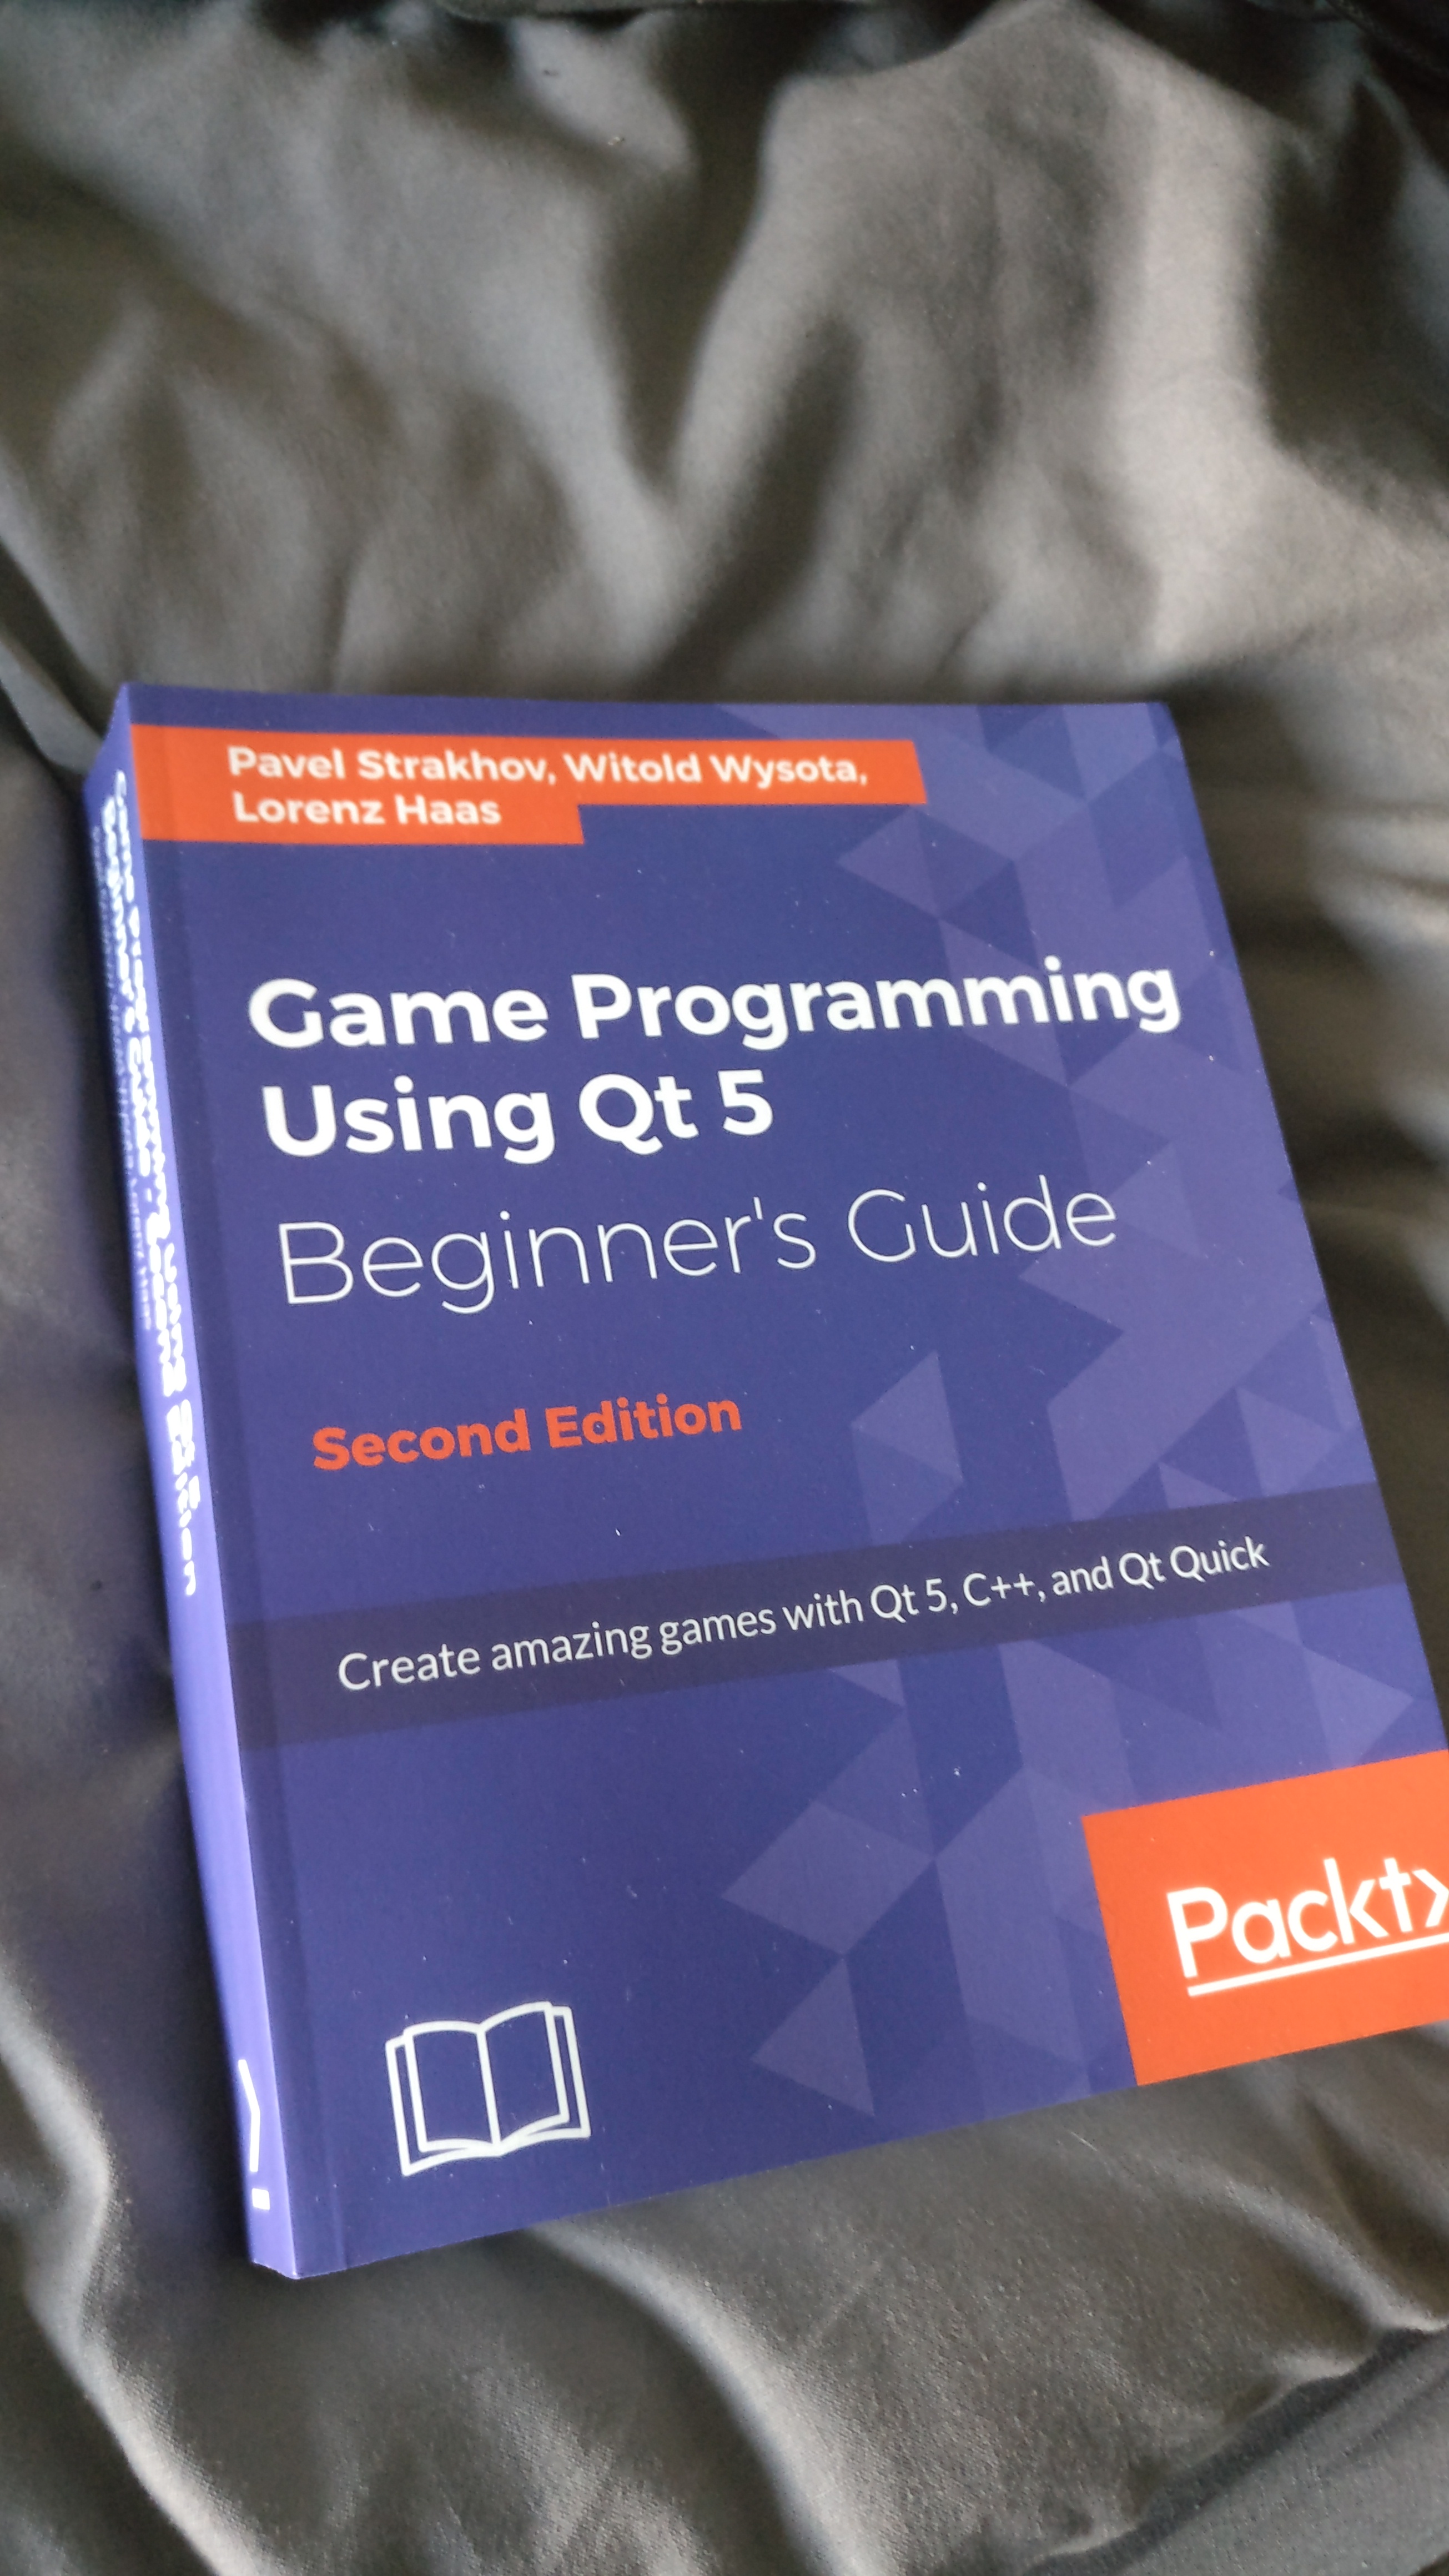 Pavel Strakhov, Witold Wysota,
Lorenz Haas
Game Programming
Using Qt 5
Beginner's Guide
Second Edition
Create amazing games with Qt 5, C++, and Qt Quick
Packt>